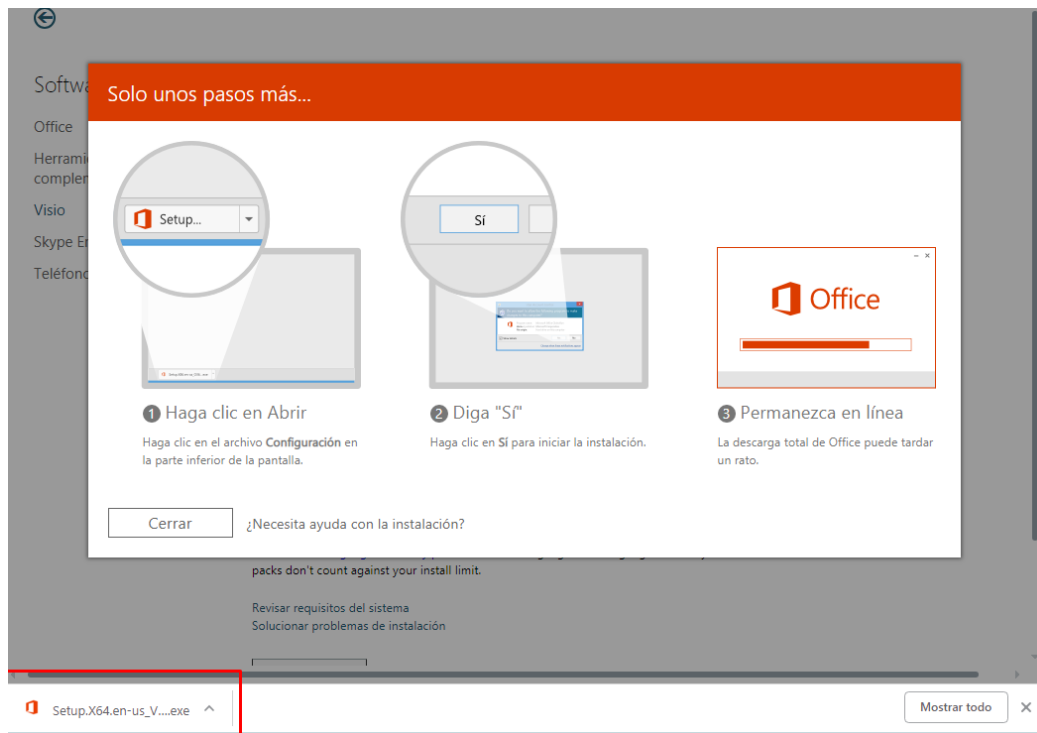 Softwa
Solo unos pasos más...
Office
Herrami
compler
Visio
Skype En
Teléfono
Setup...
Sí
Office
1 Haga clic en Abrir
Haga clic en el archivo Configuración en
la parte inferior de la pantalla.
2 Diga "Sí"
Haga clic en Sí para iniciar la instalación.
3 Permanezca en línea
La descarga total de Office puede tardar
un rato.
Cerrar
¿Necesita ayuda con la instalación?
packs don't count against your install limit.
Revisar requisitos del sistema
Solucionar problemas de instalación
Setup.X64.en-us_V....exe
Mostrar todo